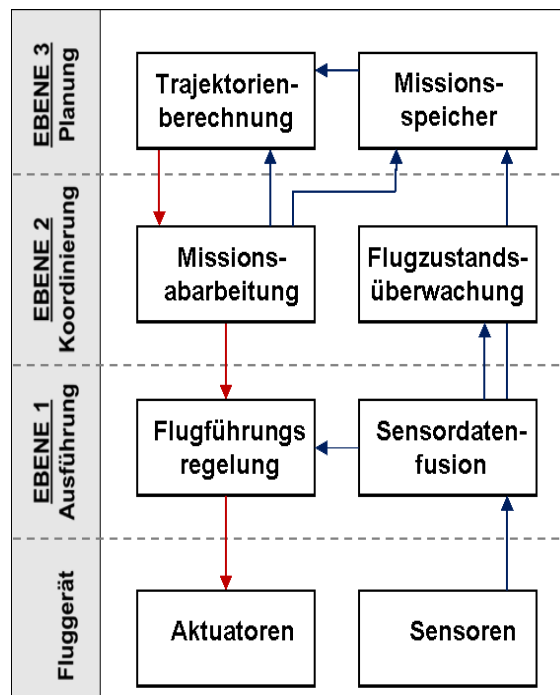 EBENE 3
Planung
Trajektorien-
berechnung
Missions-
speicher
EBENE 2
Koordinierung
Missions-
abarbeitung
Flugzustands-
überwachung
EBENE 1
Ausführung
Flugführungs
regelung
Sensordaten-
fusion
Fluggerät
Aktuatoren
Sensoren